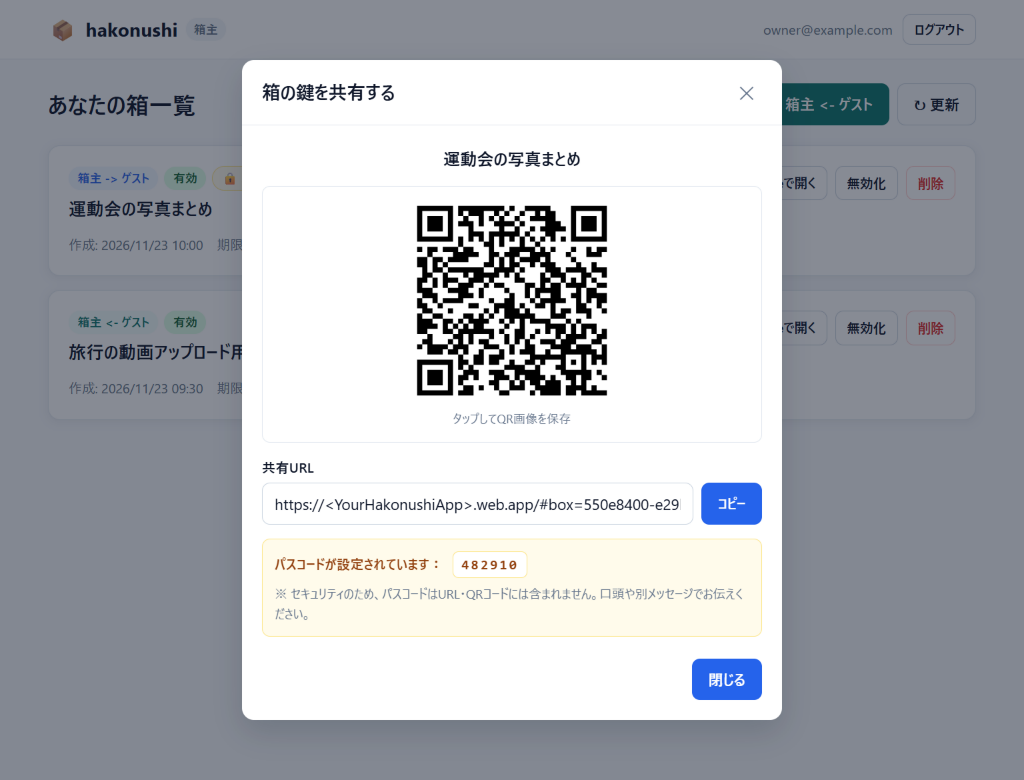 hakonushi 箱主
owner@example.com ログアウト
あなたの箱一覧
箱主 <- ゲスト
↻ 更新
箱主 -> ゲスト 有効
運動会の写真まとめ
作成: 2026/11/23 10:00 期限
で開く 無効化 削除
箱主 <- ゲスト 有効
旅行の動画アップロード用
作成: 2026/11/23 09:30 期限
で開く 無効化 削除
箱の鍵を共有する
運動会の写真まとめ
タップしてQR画像を保存
共有URL
https://<YourHakonushiApp>.web.app/#box=550e8400-e29
コピー
パスコードが設定されています： 482910
※ セキュリティのため、パスコードはURL・QRコードには含まれません。口頭や別メッセージでお伝えく
ださい。
閉じる